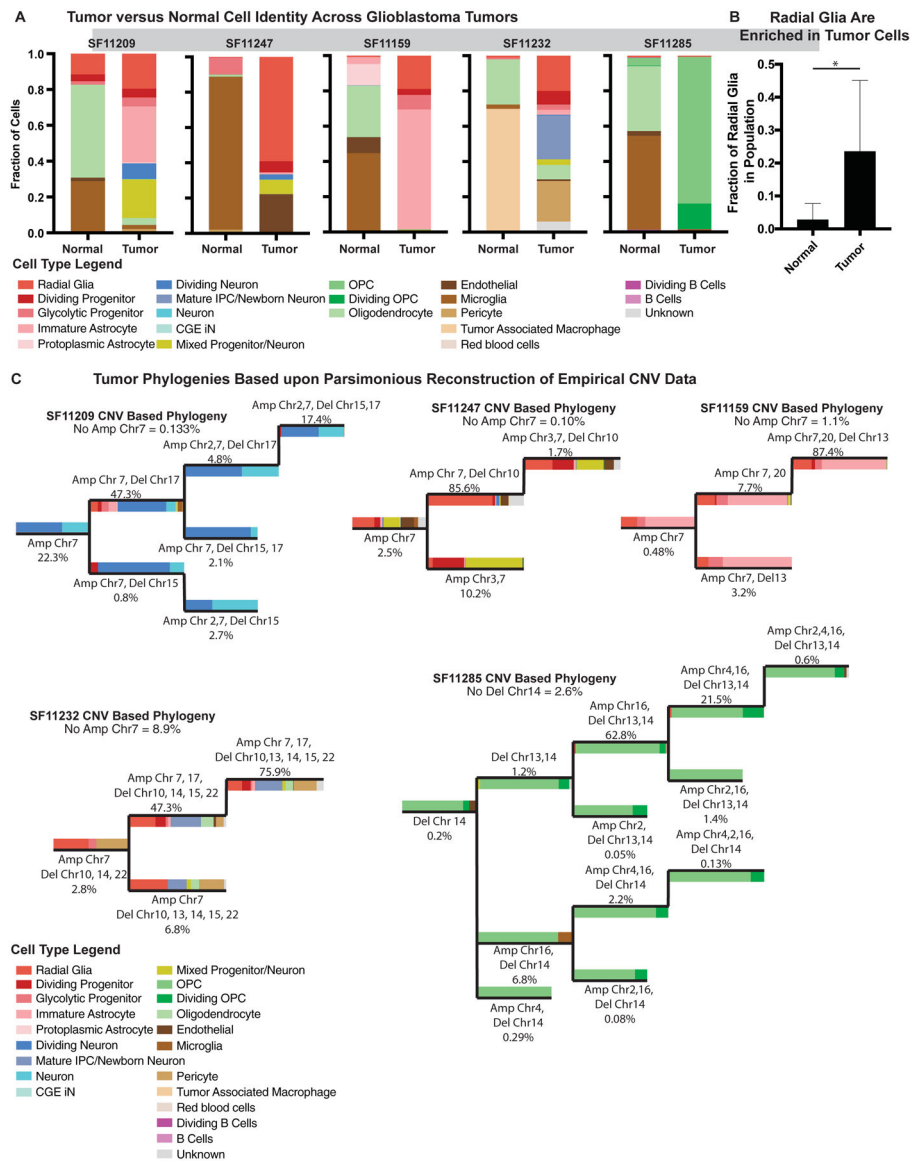 A
Tumor versus Normal Cell Identity Across Glioblastoma Tumors
SF11209
SF11247
SF11159
SF11232
SF11285
Fraction of Cells
1.0
0.8
0.6
0.4
0.2
0.0
Normal
Tumor
Normal
Tumor
Normal
Tumor
Normal
Tumor
Normal
Tumor
B
Radial Glia Are
Enriched in Tumor Cells
Fraction of Radial Glia
in Population
0.5
0.4
0.3
0.2
0.1
0.0
*
Normal
Tumor
Cell Type Legend
Radial Glia
Dividing Progenitor
Glycolytic Progenitor
Immature Astrocyte
Protoplasmic Astrocyte
Dividing Neuron
Mature IPC/Newborn Neuron
Neuron
CGE iN
Mixed Progenitor/Neuron
OPC
Dividing OPC
Oligodendrocyte
Endothelial
Microglia
Pericyte
Tumor Associated Macrophage
Red blood cells
Dividing B Cells
B Cells
Unknown
C
Tumor Phylogenies Based upon Parsimonious Reconstruction of Empirical CNV Data
SF11209 CNV Based Phylogeny
No Amp Chr7 = 0.133%
Amp Chr2,7, Del Chr15,17
17.4%
Amp Chr2,7, Del Chr17
4.8%
Amp Chr 7, Del Chr17
47.3%
Amp Chr7
22.3%
Amp Chr 7, Del Chr15, 17
2.1%
Amp Chr7, Del Chr15
0.8%
Amp Chr 2,7, Del Chr15
2.7%
SF11247 CNV Based Phylogeny
No Amp Chr7 = 0.10%
Amp Chr3,7, Del Chr10
1.7%
Amp Chr 7, Del Chr10
85.6%
Amp Chr7
2.5%
Amp Chr3,7
10.2%
SF11159 CNV Based Phylogeny
No Amp Chr7 = 1.1%
Amp Chr7,20, Del Chr13
87.4%
Amp Chr 7, 20
7.7%
Amp Chr7
0.48%
Amp Chr7, Del13
3.2%
SF11232 CNV Based Phylogeny
No Amp Chr7 = 8.9%
Amp Chr 7, 17,
Del Chr10,13, 14, 15, 22
75.9%
Amp Chr 7, 17,
Del Chr10, 14, 15, 22
47.3%
Amp Chr7
Del Chr10, 14, 22
2.8%
Amp Chr7
Del Chr10, 13, 14, 15, 22
6.8%
SF11285 CNV Based Phylogeny
No Del Chr14 = 2.6%
Amp Chr2,4,16,
Del Chr13,14
0.6%
Amp Chr4,16,
Del Chr13,14
21.5%
Amp Chr16,
Del Chr13,14
62.8%
Del Chr13,14
1.2%
Del Chr 14
0.2%
Amp Chr2,16,
Del Chr13,14
1.4%
Amp Chr2,
Del Chr13,14
0.05%
Amp Chr4,2,16,
Del Chr14
0.13%
Amp Chr4,16,
Del Chr14
2.2%
Amp Chr16,
Del Chr14
6.8%
Amp Chr2,16,
Del Chr14
0.08%
Amp Chr4,
Del Chr14
0.29%
Cell Type Legend
Radial Glia
Dividing Progenitor
Glycolytic Progenitor
Immature Astrocyte
Protoplasmic Astrocyte
Dividing Neuron
Mature IPC/Newborn Neuron
Neuron
CGE iN
Mixed Progenitor/Neuron
OPC
Dividing OPC
Oligodendrocyte
Endothelial
Microglia
Pericyte
Tumor Associated Macrophage
Red blood cells
Dividing B Cells
B Cells
Unknown